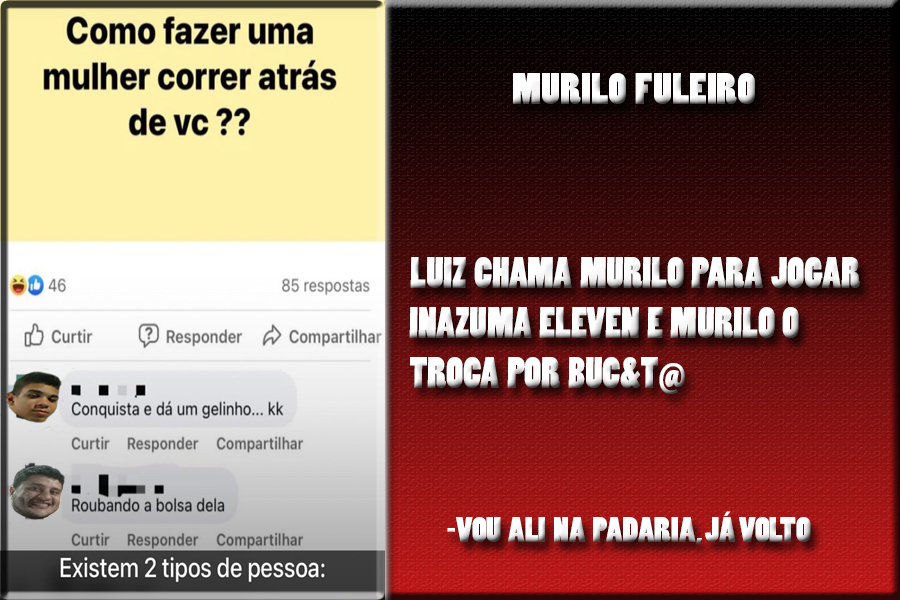 Como fazer uma
mulher correr atrás
de vc ??
46
85 respostas
Curtir
Responder
Compartilhar
Conquista e dá um gelinho... kk
Curtir Responder Compartilhar
Roubando a bolsa dela
Curtir Responder Compartilhar
Existem 2 tipos de pessoa:
MURILO FULEIRO
LUIZ CHAMA MURILO PARA JOGAR
INAZUMA ELEVEN E MURILO O
TROCA POR BUC&T@
-VOU ALI NA PADARIA,JÁ VOLTO